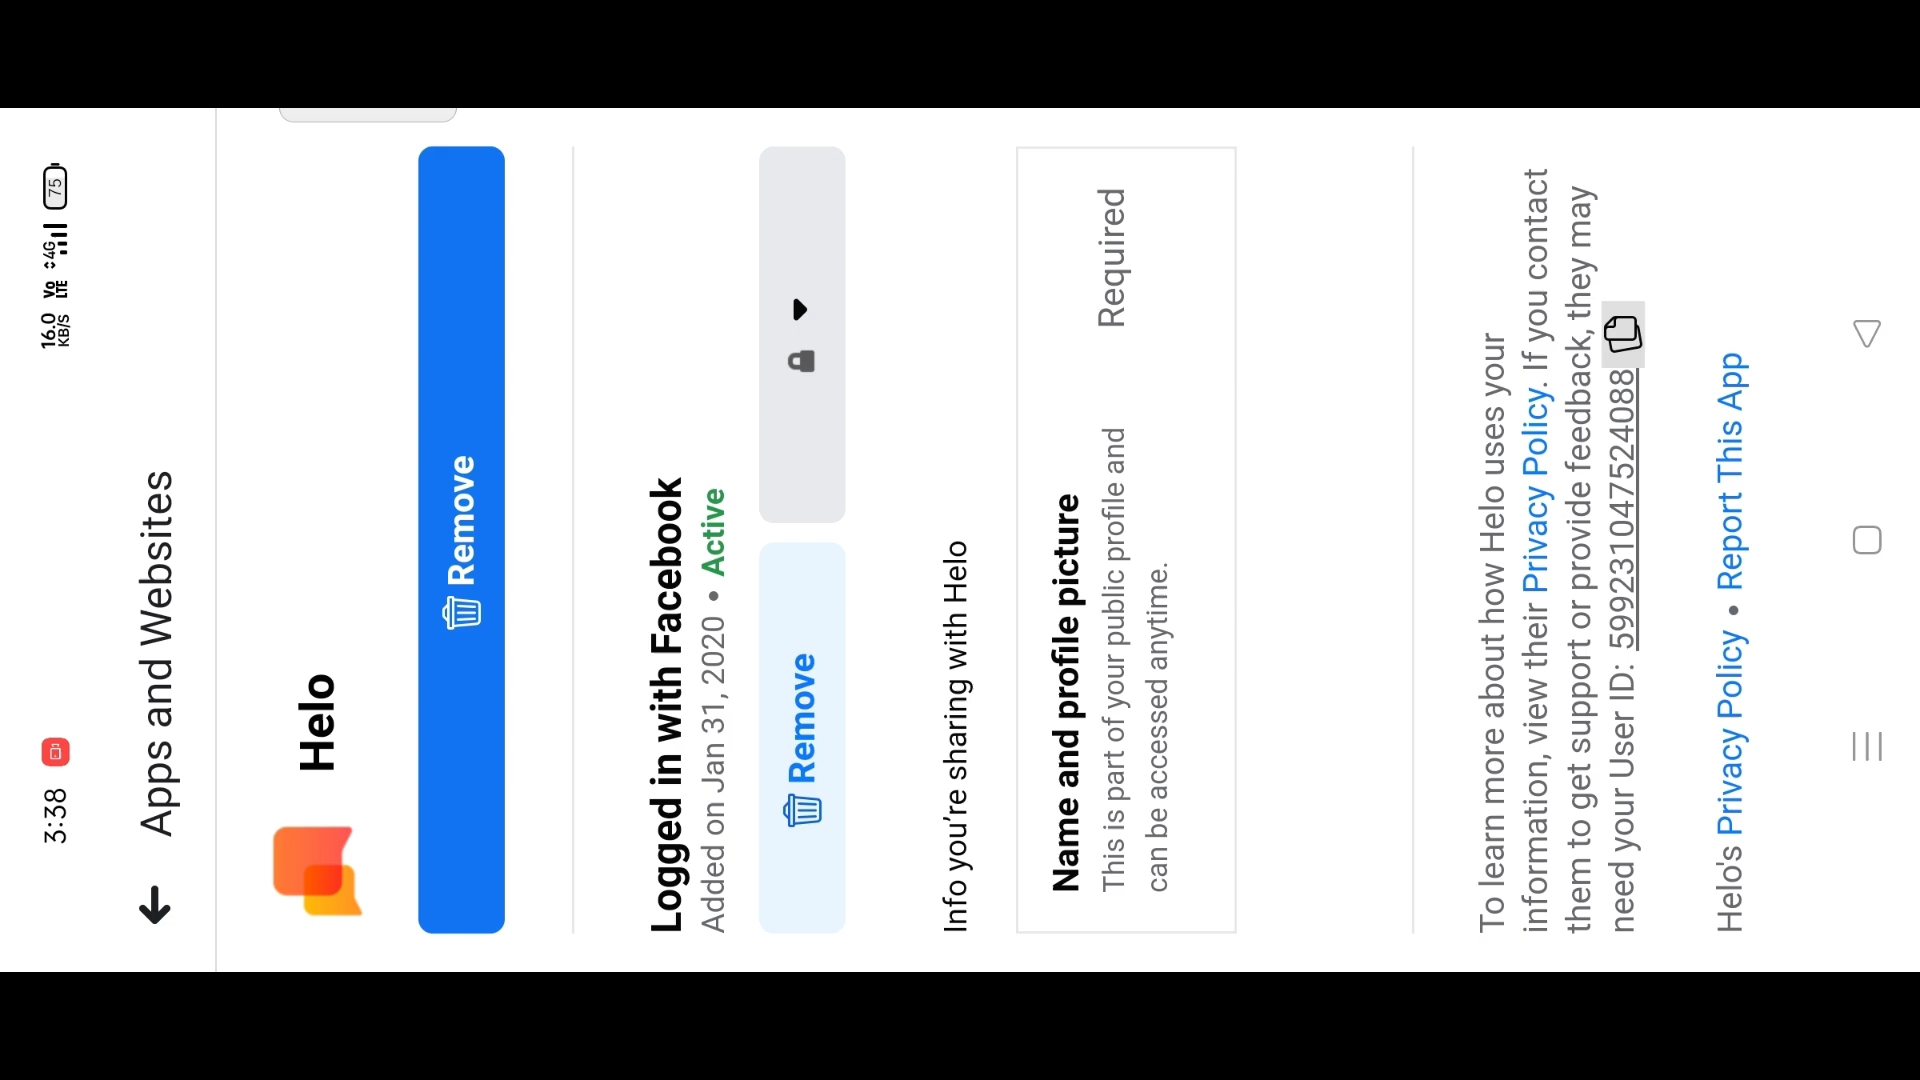 3:38
16.0 KB/S Vo LTE 4G 75
Apps and Websites
Helo
Remove
Logged in with Facebook
Added on Jan 31, 2020 • Active
Remove
Info you're sharing with Helo
Name and profile picture
This is part of your public profile and
can be accessed anytime.
Required
To learn more about how Helo uses your
information, view their Privacy Policy. If you contact
them to get support or provide feedback, they may
need your User ID: 599231047524088
Helo's Privacy Policy • Report This App